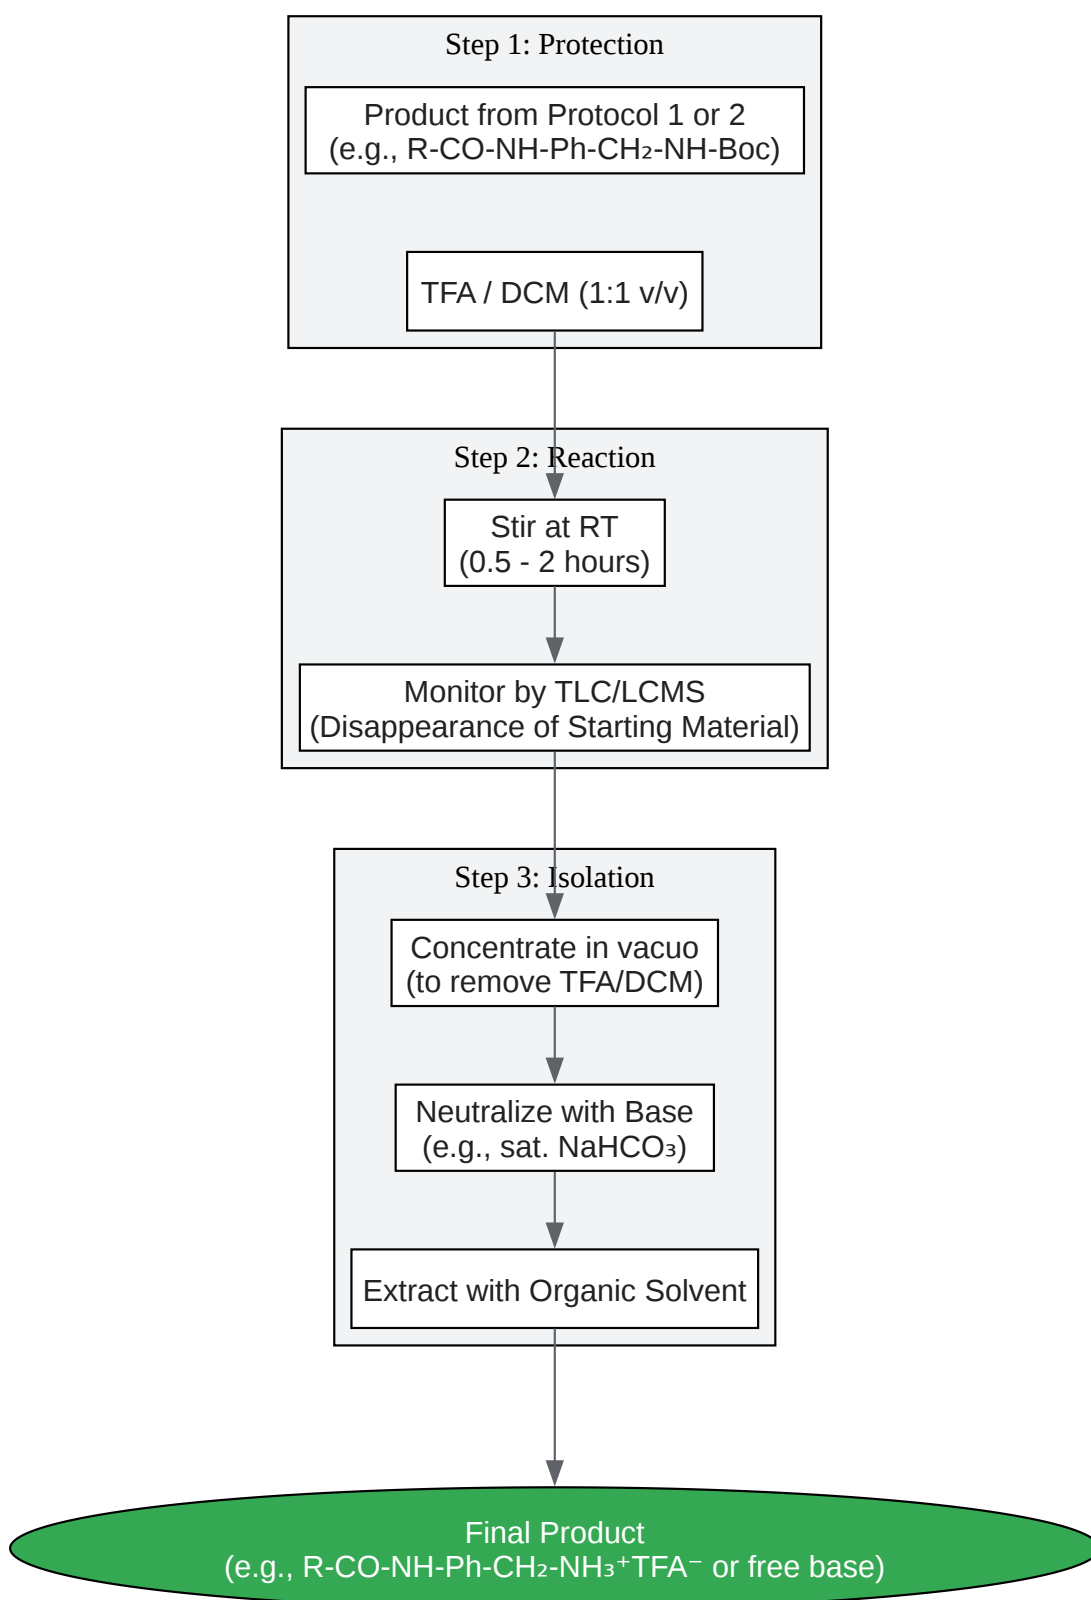 Step 1: Protection
Product from Protocol 1 or 2
(e.g., R-CO-NH-Ph-CH₂-NH-Boc)
TFA / DCM (1:1 v/v)
Step 2: Reaction
Stir at RT
(0.5 - 2 hours)
Monitor by TLC/LCMS
(Disappearance of Starting Material)
Step 3: Isolation
Concentrate in vacuo
(to remove TFA/DCM)
Neutralize with Base
(e.g., sat. NaHCO₃)
Extract with Organic Solvent
Final Product
(e.g., R-CO-NH-Ph-CH₂-NH₃⁺TFA⁻ or free base)